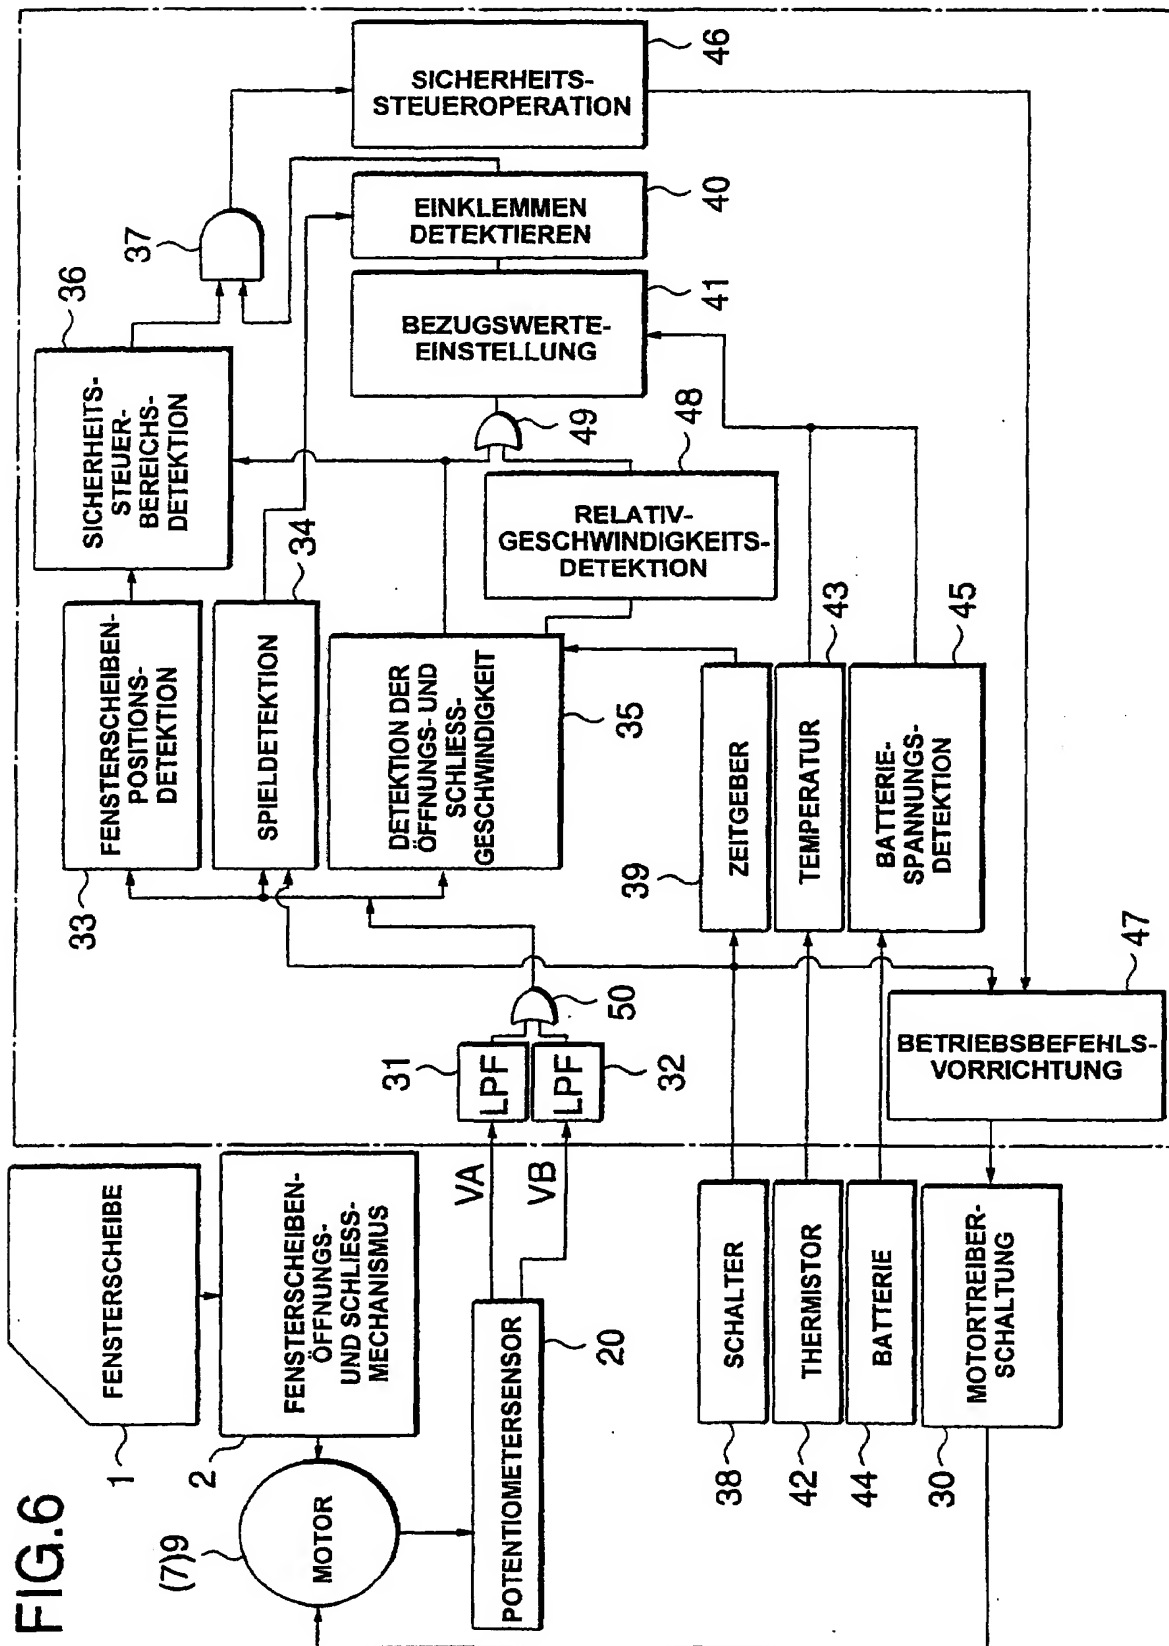 FIG.6
1
FENSTERSCHEIBE
2
FENSTERSCHEIBEN-
ÖFFNUNGS-
UND SCHLIESS-
MECHANISMUS
(7)9
MOTOR
POTENTIOMETERSENSOR
20
VA
VB
31
LPF
LPF
32
50
33
FENSTERSCHEIBEN-
POSITIONS-
DETEKTION
SPIELDETEKTION
34
DETEKTION DER
ÖFFNUNGS- UND
SCHLIESS-
GESCHWINDIGKEIT
35
36
SICHERHEITS-
STEUER-
BEREICHS-
DETEKTION
37
SICHERHEITS-
STEUEROPERATION
46
EINKLEMMEN
DETEKTIEREN
40
BEZUGSWERTE-
EINSTELLUNG
41
49
RELATIV-
GESCHWINDIGKEITS-
DETEKTION
48
38
SCHALTER
39
ZEITGEBER
42
THERMISTOR
TEMPERATUR
43
44
BATTERIE
BATTERIE-
SPANNUNGS-
DETEKTION
45
30
MOTORTREIBER-
SCHALTUNG
BETRIEBSBEFEHLS-
VORRICHTUNG
47